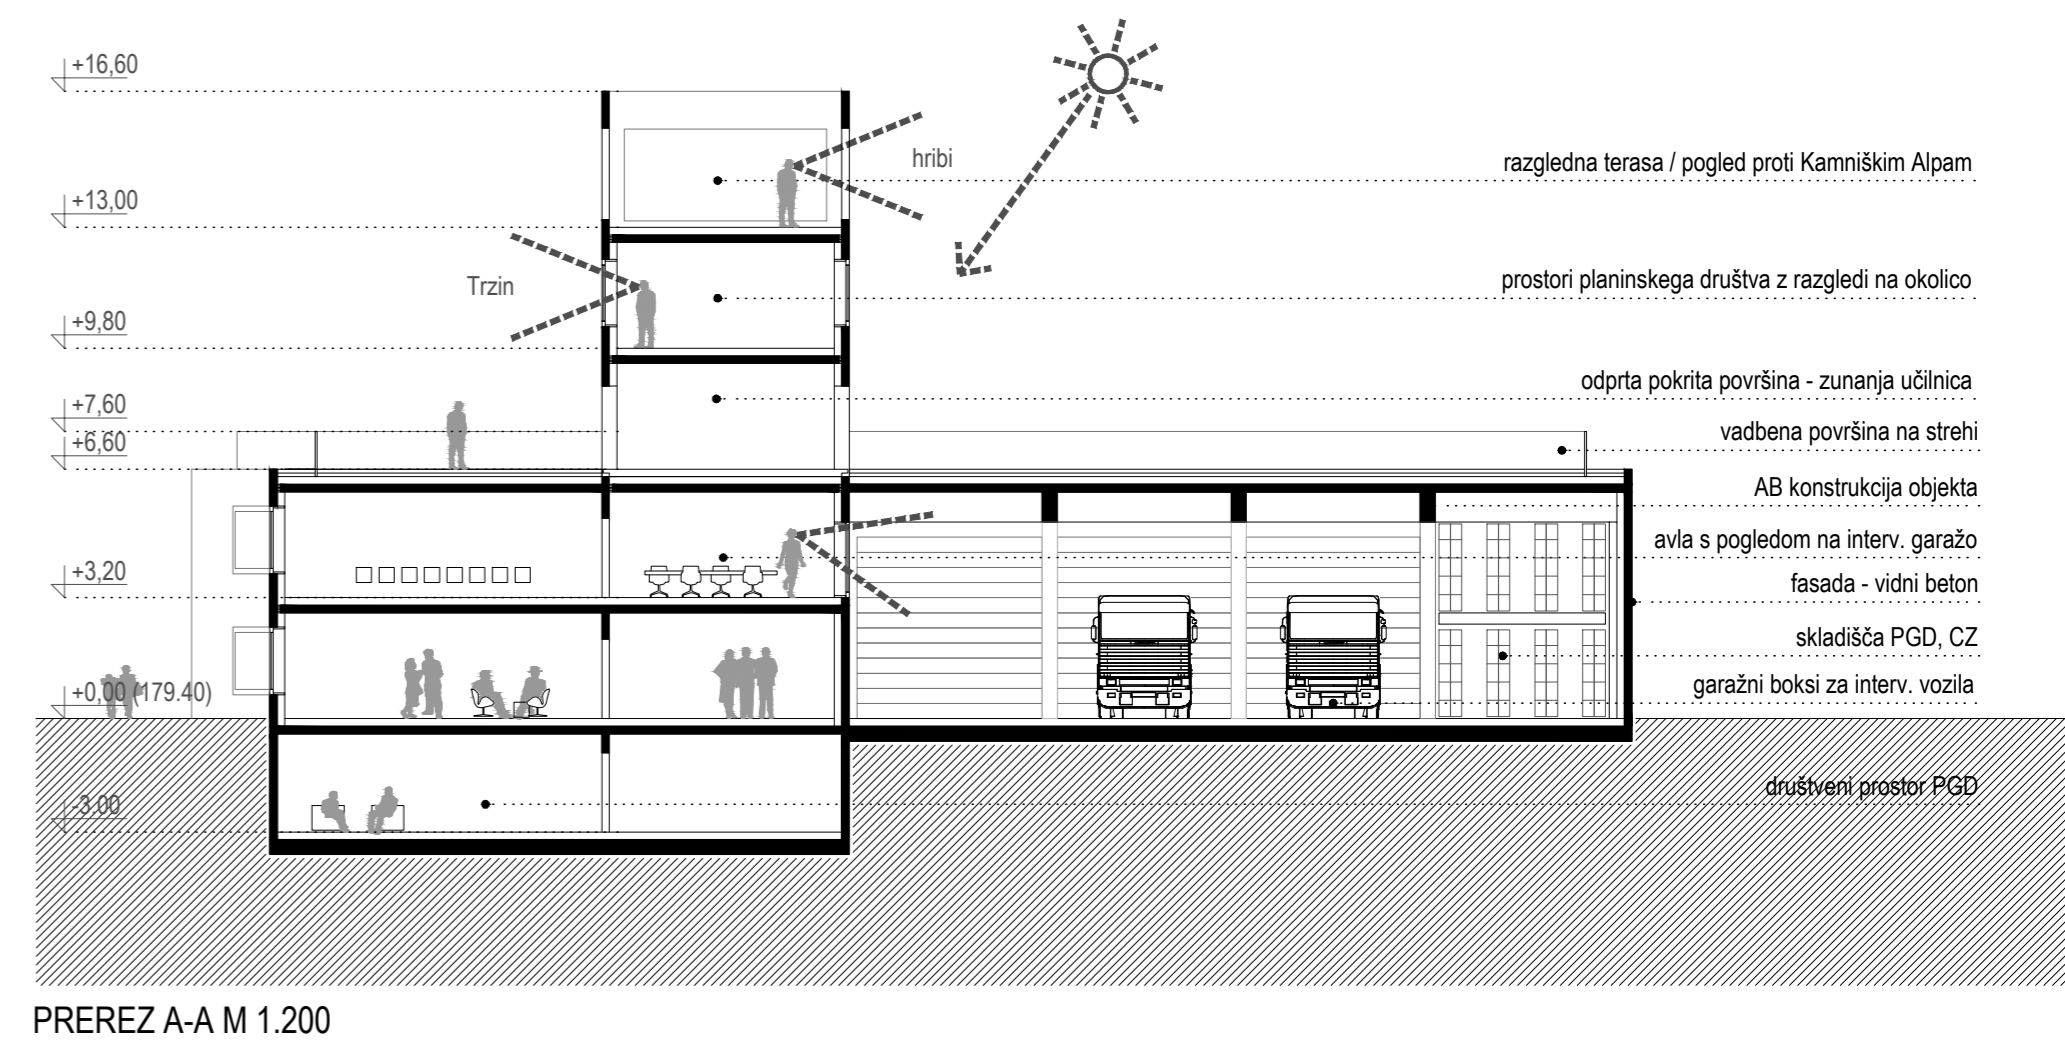 +16,60
hribi
razgledna terasa / pogled proti Kamniškim Alpam
+13,00
Trzin
prostori planinskega društva z razgledi na okolico
+9,80
odprta pokrita površina - zunanja učilnica
+7,60
vadbena površina na strehi
+6,60
AB konstrukcija objekta
avla s pogledom na interv. garažo
+3,20
fasada - vidni beton
skladišča PGD, CZ
+0,00 (179.40)
garažni boksi za interv. vozila
društveni prostor PGD
-3.00
PREREZ A-A M 1.200